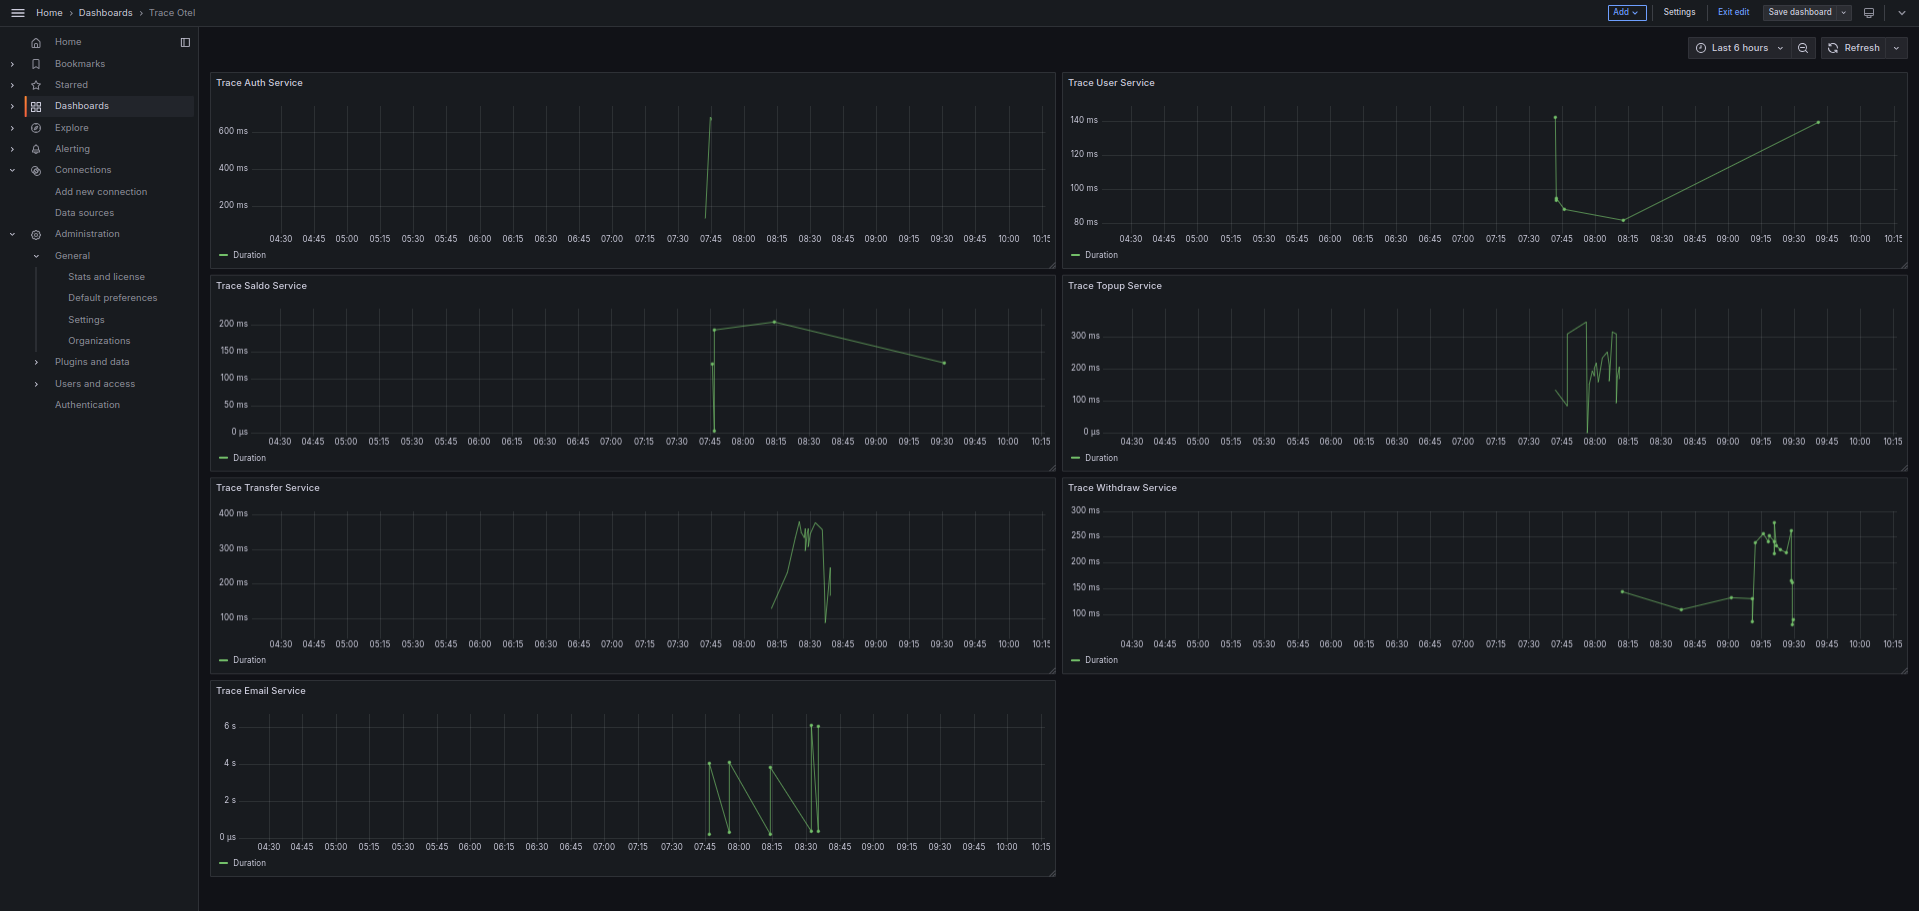 Home › Dashboards › Trace Otel
Add
Settings
Exit edit
Save dashboard
Home
Bookmarks
Starred
Dashboards
Explore
Alerting
Connections
Add new connection
Data sources
Administration
General
Stats and license
Default preferences
Settings
Organizations
Plugins and data
Users and access
Authentication
Last 6 hours
Refresh
Trace Auth Service
600 ms
400 ms
200 ms
04:30 04:45 05:00 05:15 05:30 05:45 06:00 06:15 06:30 06:45 07:00 07:15 07:30 07:45 08:00 08:15 08:30 08:45 09:00 09:15 09:30 09:45 10:00 10:15
Duration
Trace User Service
140 ms
120 ms
100 ms
80 ms
04:30 04:45 05:00 05:15 05:30 05:45 06:00 06:15 06:30 06:45 07:00 07:15 07:30 07:45 08:00 08:15 08:30 08:45 09:00 09:15 09:30 09:45 10:00 10:15
Duration
Trace Saldo Service
200 ms
150 ms
100 ms
50 ms
0 µs
04:30 04:45 05:00 05:15 05:30 05:45 06:00 06:15 06:30 06:45 07:00 07:15 07:30 07:45 08:00 08:15 08:30 08:45 09:00 09:15 09:30 09:45 10:00 10:15
Duration
Trace Topup Service
300 ms
200 ms
100 ms
0 µs
04:30 04:45 05:00 05:15 05:30 05:45 06:00 06:15 06:30 06:45 07:00 07:15 07:30 07:45 08:00 08:15 08:30 08:45 09:00 09:15 09:30 09:45 10:00 10:15
Duration
Trace Transfer Service
400 ms
300 ms
200 ms
100 ms
04:30 04:45 05:00 05:15 05:30 05:45 06:00 06:15 06:30 06:45 07:00 07:15 07:30 07:45 08:00 08:15 08:30 08:45 09:00 09:15 09:30 09:45 10:00 10:15
Duration
Trace Withdraw Service
300 ms
250 ms
200 ms
150 ms
100 ms
04:30 04:45 05:00 05:15 05:30 05:45 06:00 06:15 06:30 06:45 07:00 07:15 07:30 07:45 08:00 08:15 08:30 08:45 09:00 09:15 09:30 09:45 10:00 10:15
Duration
Trace Email Service
6 s
4 s
2 s
0 µs
04:30 04:45 05:00 05:15 05:30 05:45 06:00 06:15 06:30 06:45 07:00 07:15 07:30 07:45 08:00 08:15 08:30 08:45 09:00 09:15 09:30 09:45 10:00 10:15
Duration